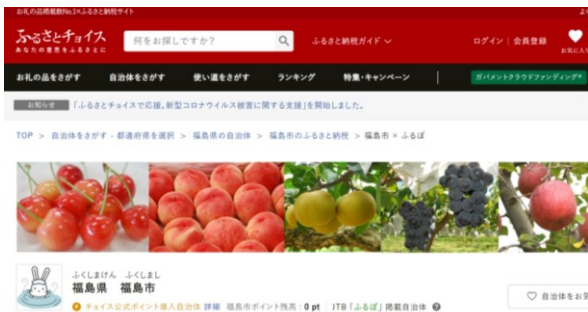 お礼の品掲載数No.1※ふるさと納税サイト
ふるさとチョイス
あなたの意思をふるさとに
何をお探しですか?
ふるさと納税ガイド
ログイン | 会員登録
お礼の品をさがす 自治体をさがす 使い道をさがす ランキング 特集・キャンペーン ガバメントクラウドファンディング®
お知らせ 「ふるさとチョイスで応援。新型コロナウイルス被害に関する支援」を開始しました。
TOP > 自治体をさがす - 都道府県を選択 > 福島県の自治体 > 福島市のふるさと納税 > 福島市 × ふるぽ
ふくしまけん ふくしまし
福島県 福島市
チョイス公式ポイント導入自治体 詳細 福島市ポイント残高:0 pt | JTB「ふるぽ」掲載自治体
自治体をお気